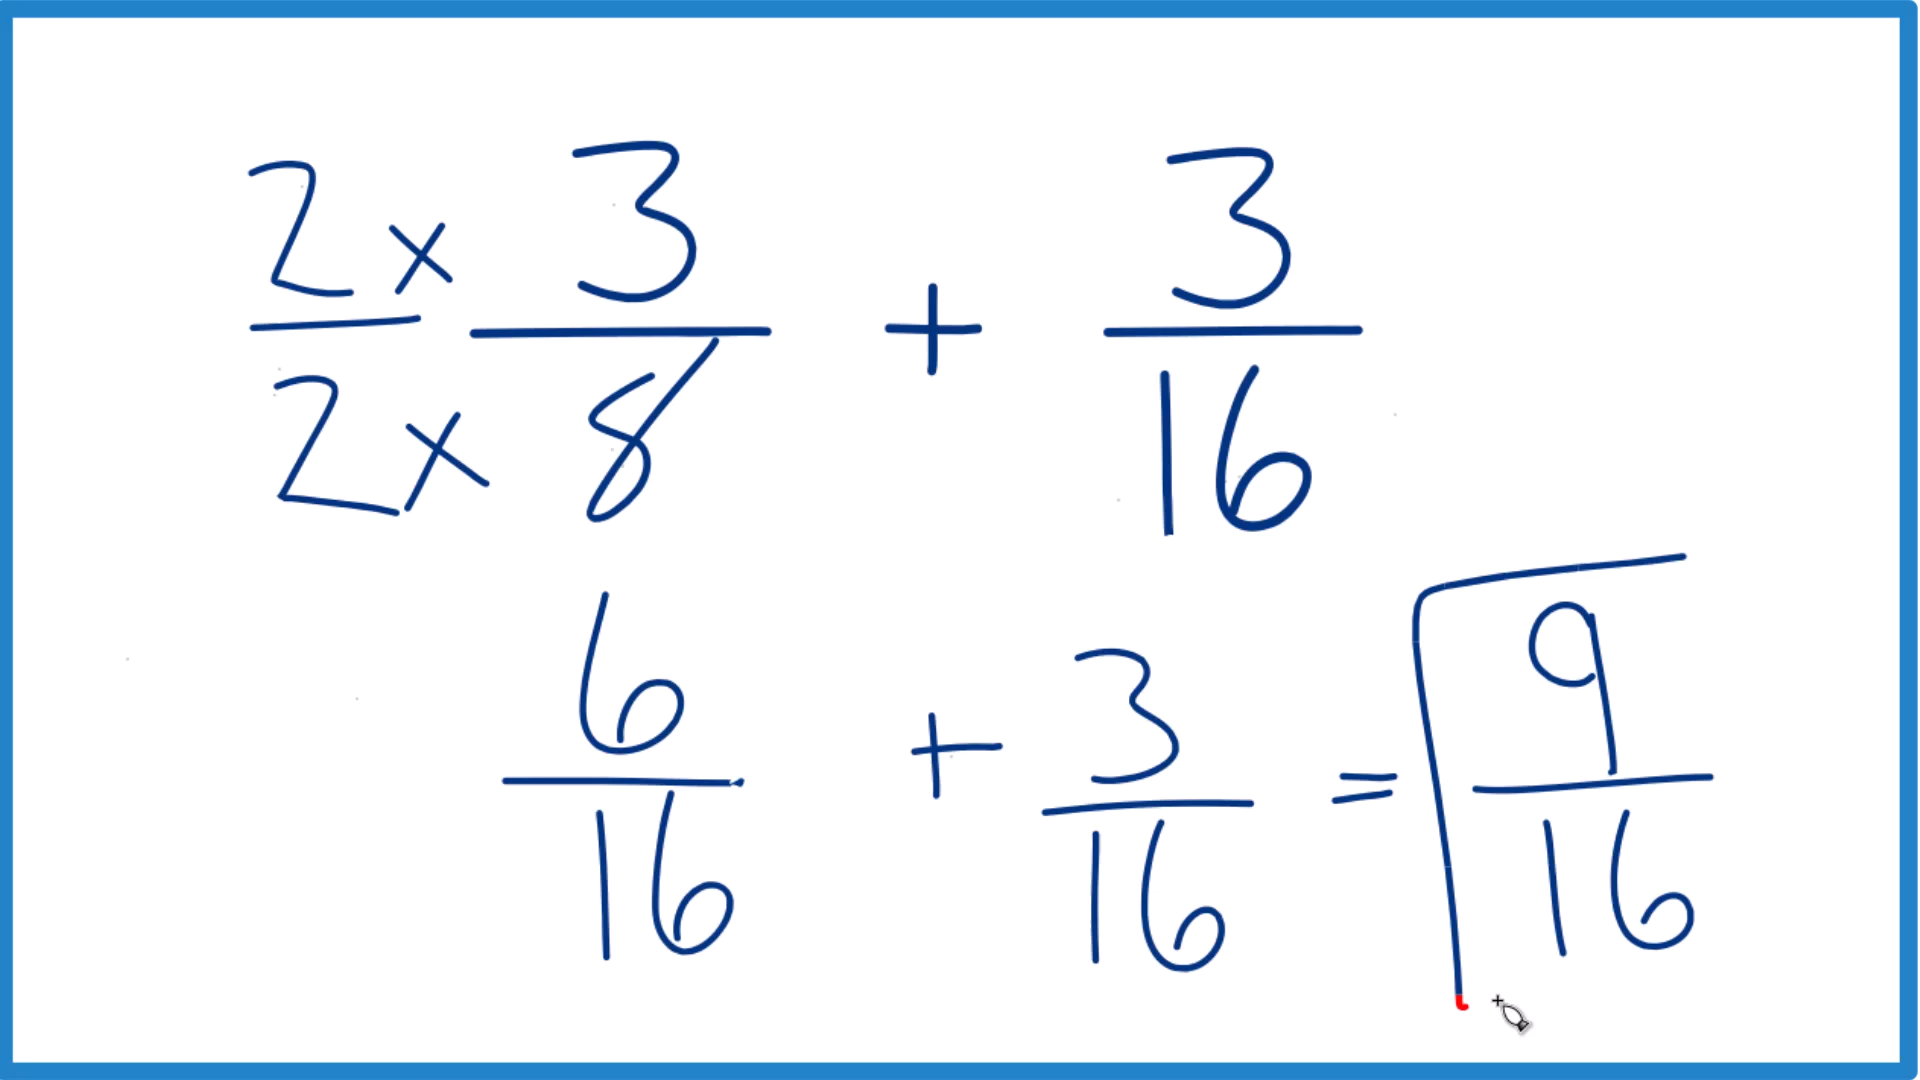 2× 3 + 3
2× 8 16
6 + 3 = 9
16 16 16